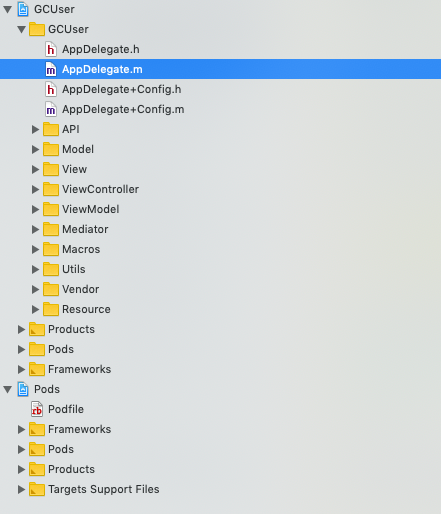 GCUser
GCUser
h AppDelegate.h
m AppDelegate.m
h AppDelegate+Config.h
m AppDelegate+Config.m
API
Model
View
ViewController
ViewModel
Mediator
Macros
Utils
Vendor
Resource
Products
Pods
Frameworks
Pods
rb Podfile
Frameworks
Pods
Products
Targets Support Files